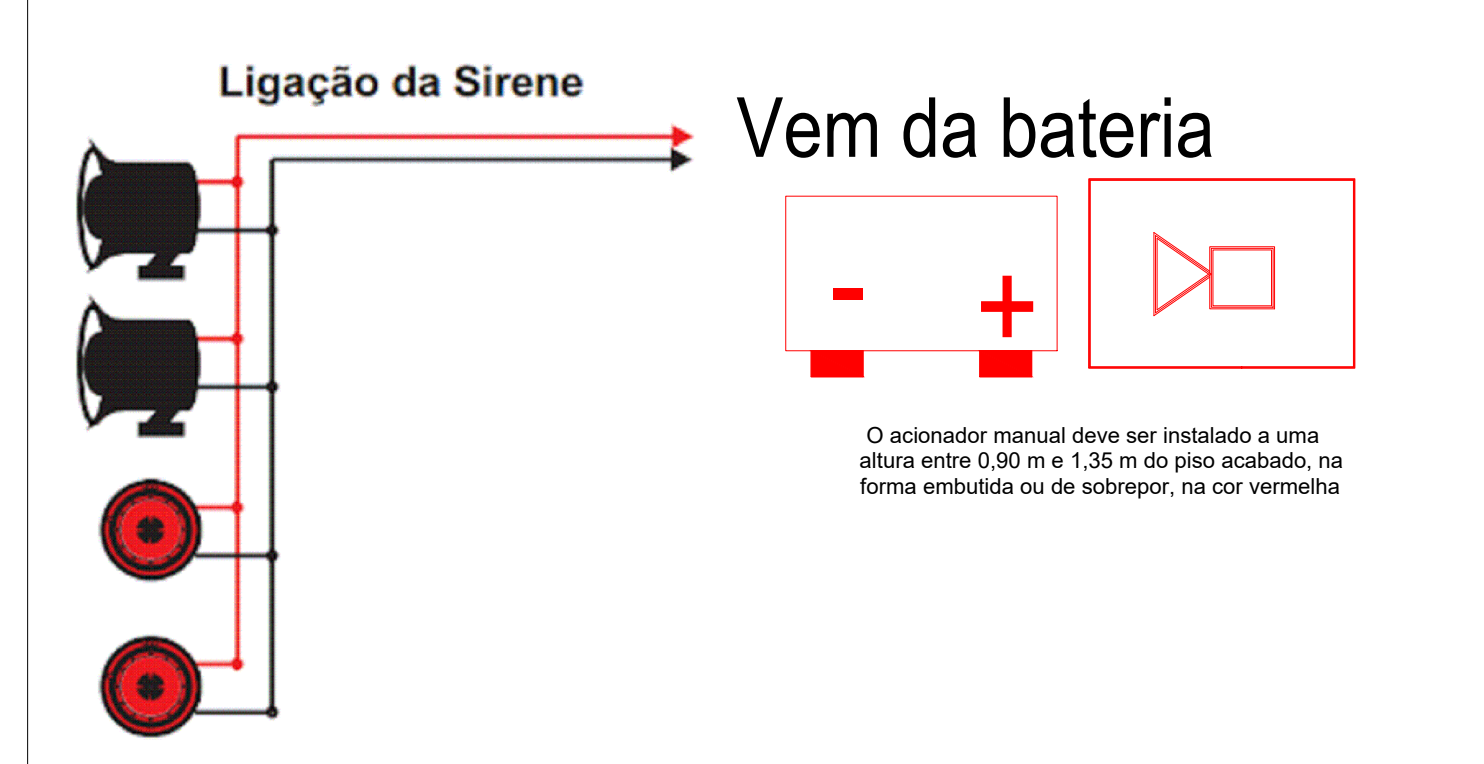 Ligação da Sirene
Vem da bateria
- +
O acionador manual deve ser instalado a uma
altura entre 0,90 m e 1,35 m do piso acabado, na
forma embutida ou de sobrepor, na cor vermelha